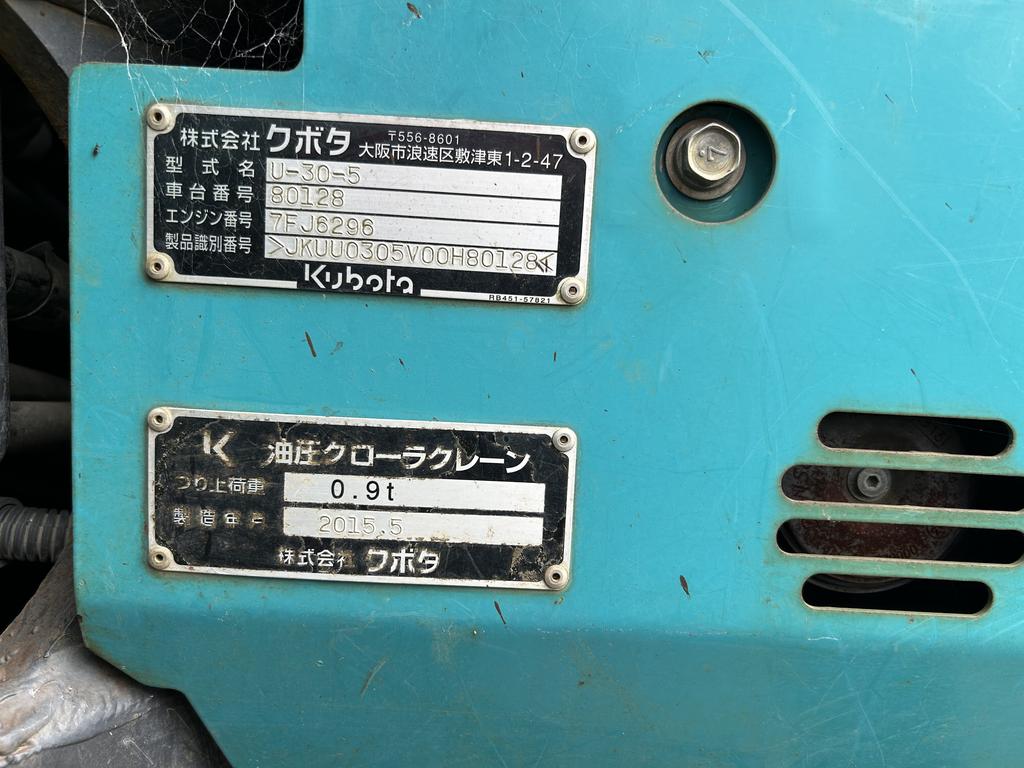 株式会社クボタ 〒556-8601
大阪市浪速区敷津東1-2-47
型式名 U-30-5
車台番号 80128
エンジン番号 7FJ6296
製品識別番号 >JKUU0305V00H80128<
Kubota
RB451-57821
K 油圧クローラクレーン
つり上荷重 0.9t
製造年月 2015.5
株式会社 クボタ
7